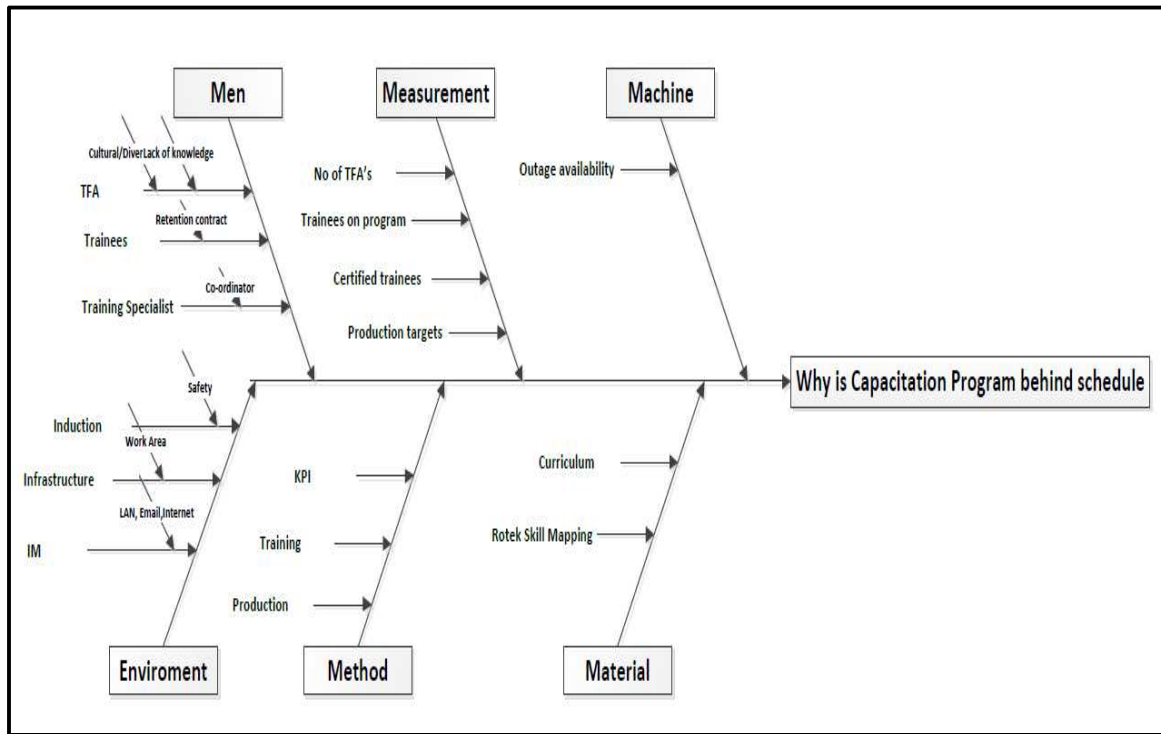 Men
Measurement
Machine
Cultural/Diver
Lack of knowledge
TFA
Retention contract
Trainees
Co-ordinator
Training Specialist
No of TFA's
Trainees on program
Certified trainees
Production targets
Outage availability
Why is Capacitation Program behind schedule
Safety
Induction
Work Area
Infrastructure
LAN, Email,Internet
IM
KPI
Training
Production
Curriculum
Rotek Skill Mapping
Enviroment
Method
Material